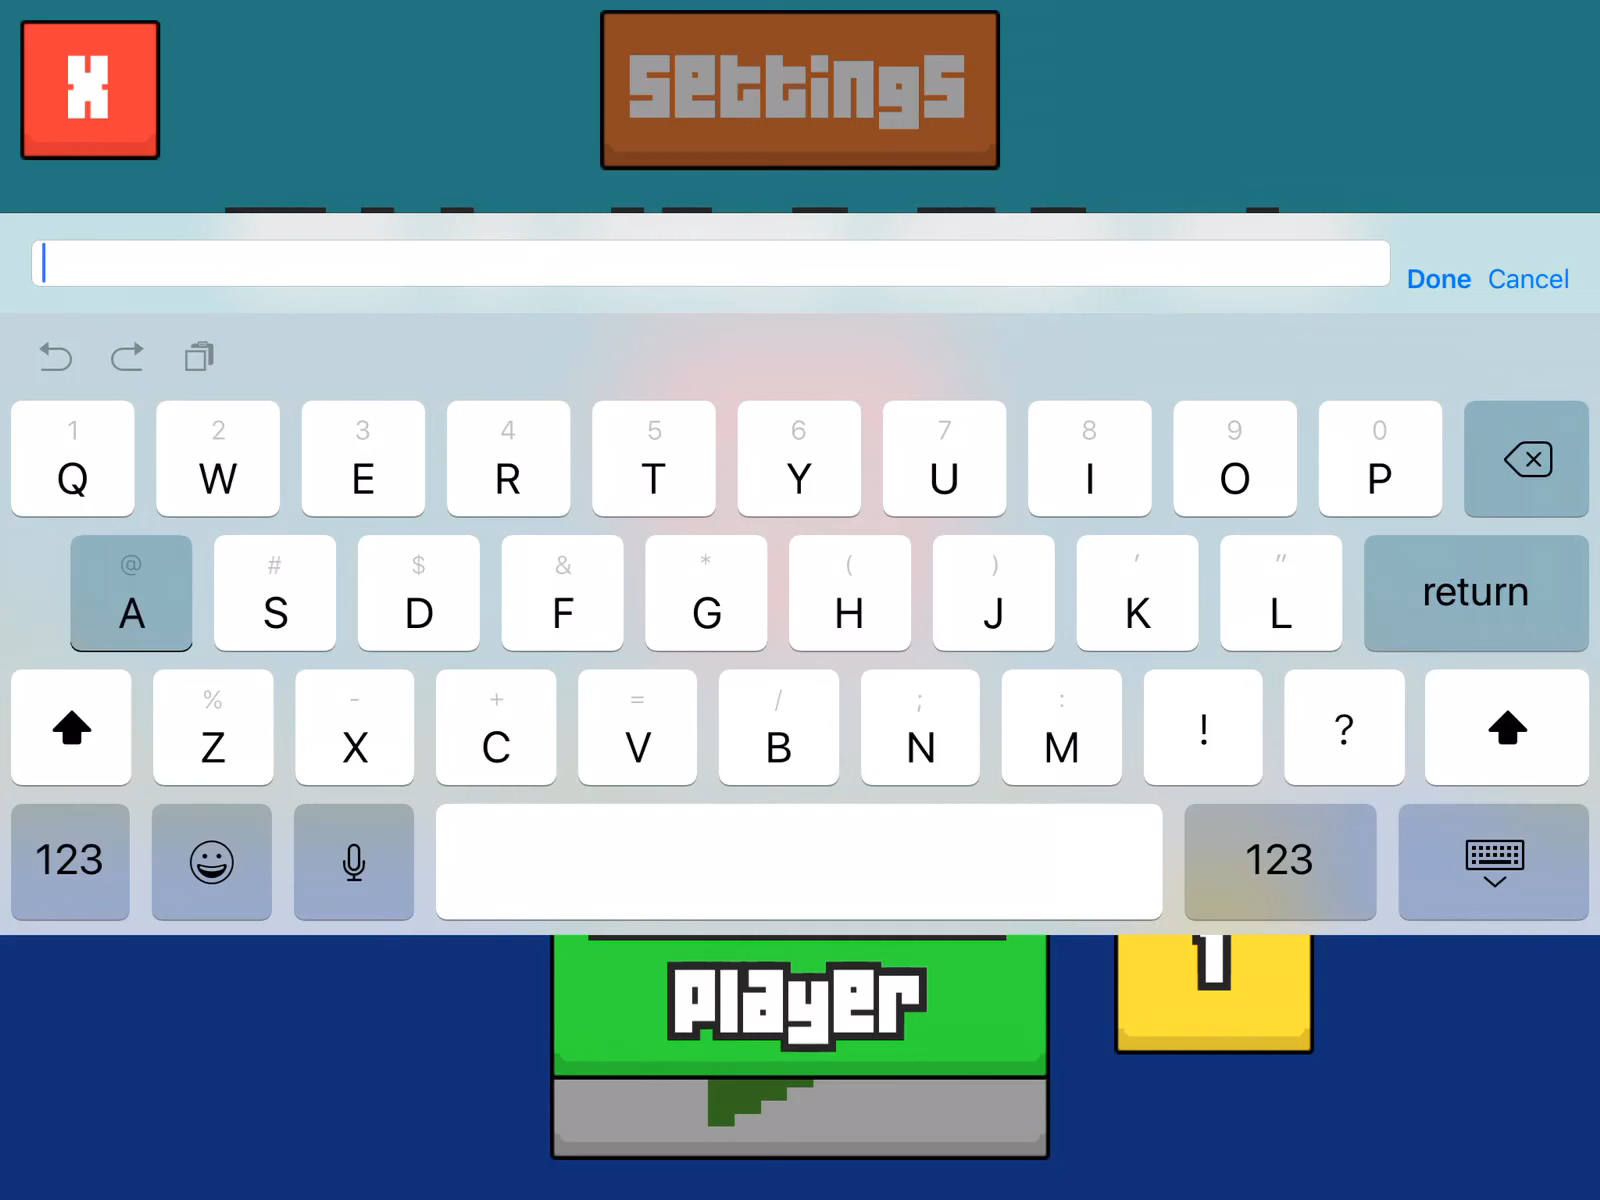 X
settings
Done Cancel
1 2 3 4 5 6 7 8 9 0
Q W E R T Y U I O P
@ # $ & * ( ) ' "
A S D F G H J K L return
% - + = / ; :
Z X C V B N M ! ?
123 123
player
1